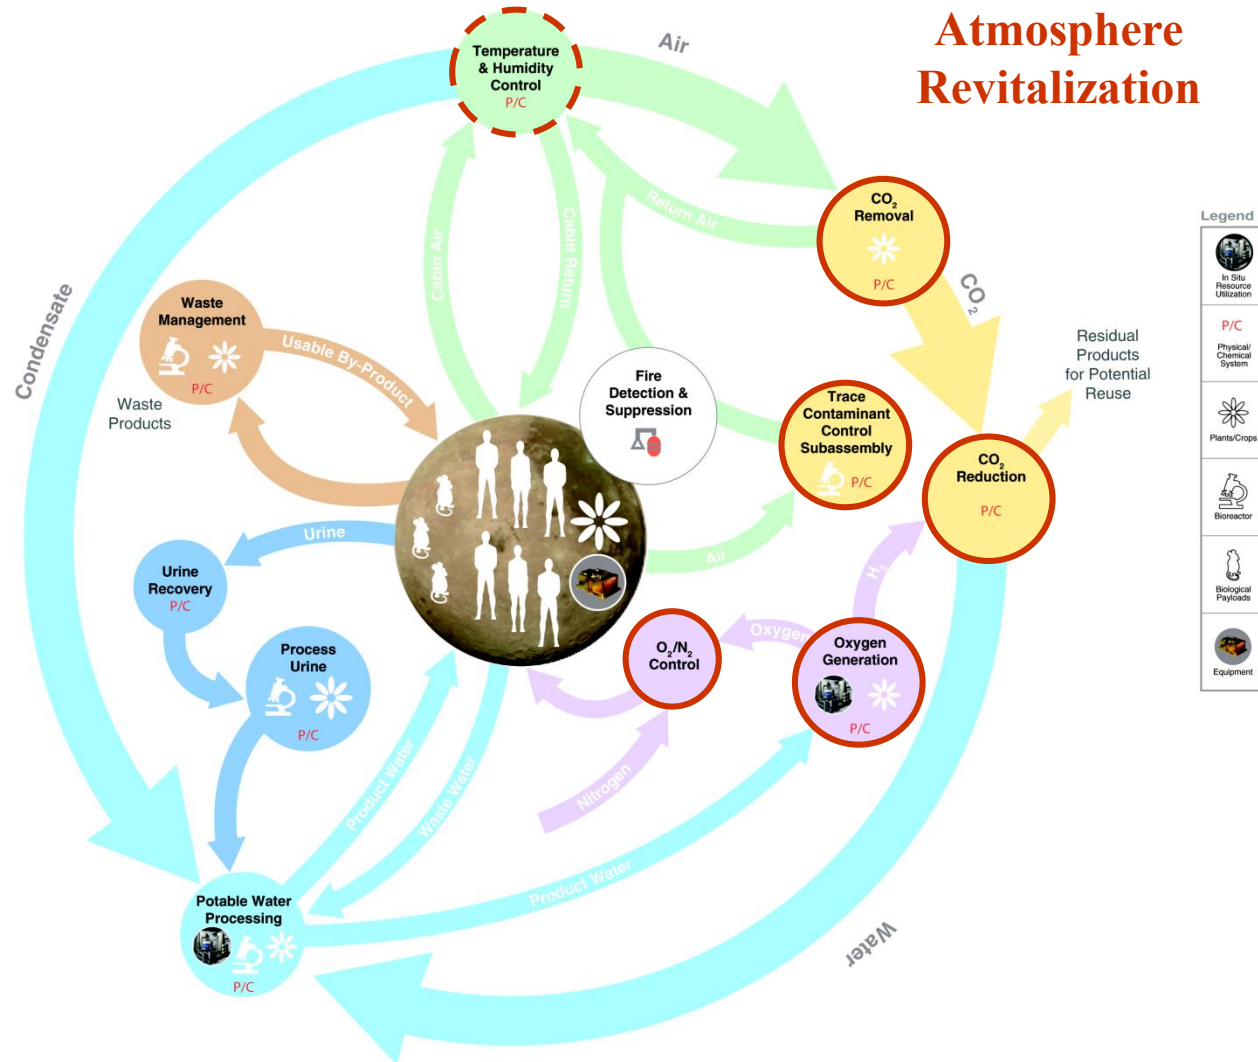 Atmosphere
Revitalization
Temperature
& Humidity
Control
P/C
Air
CO₂
Removal
P/C
Return Air
Cabin Air
Cabin Return
CO₂
Condensate
Waste
Management
P/C
Usable By-Product
Waste
Products
Fire
Detection &
Suppression
Trace
Contaminant
Control
Subassembly
P/C
Residual
Products
for Potential
Reuse
CO₂
Reduction
P/C
Urine
Air
H₂
Urine
Recovery
P/C
Process
Urine
P/C
O₂/N₂
Control
Oxygen
Oxygen
Generation
P/C
Nitrogen
Product Water
Waste Water
Product Water
Potable Water
Processing
P/C
Water
Legend
In Situ
Resource
Utilization
P/C
Physical/
Chemical
System
Plants/Crops
Bioreactor
Biological
Payloads
Equipment